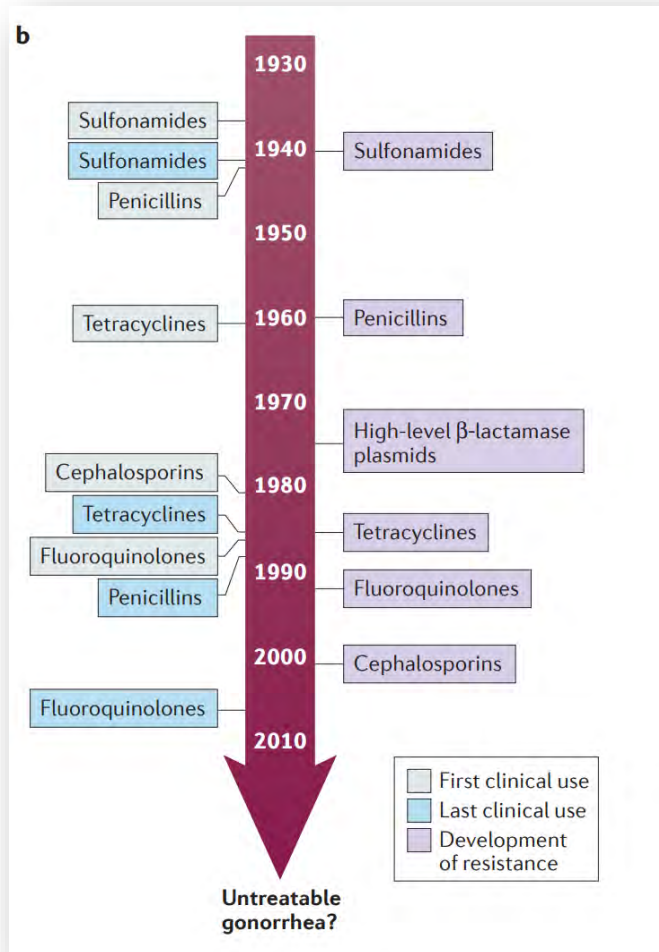 b
1930
Sulfonamides
1940
Sulfonamides
Sulfonamides
Penicillins
1950
Tetracyclines
1960
Penicillins
1970
High-level β-lactamase
plasmids
Cephalosporins
1980
Tetracyclines
Tetracyclines
Fluoroquinolones
1990
Fluoroquinolones
Penicillins
2000
Cephalosporins
Fluoroquinolones
2010
First clinical use
Last clinical use
Development
of resistance
Untreatable
gonorrhea?